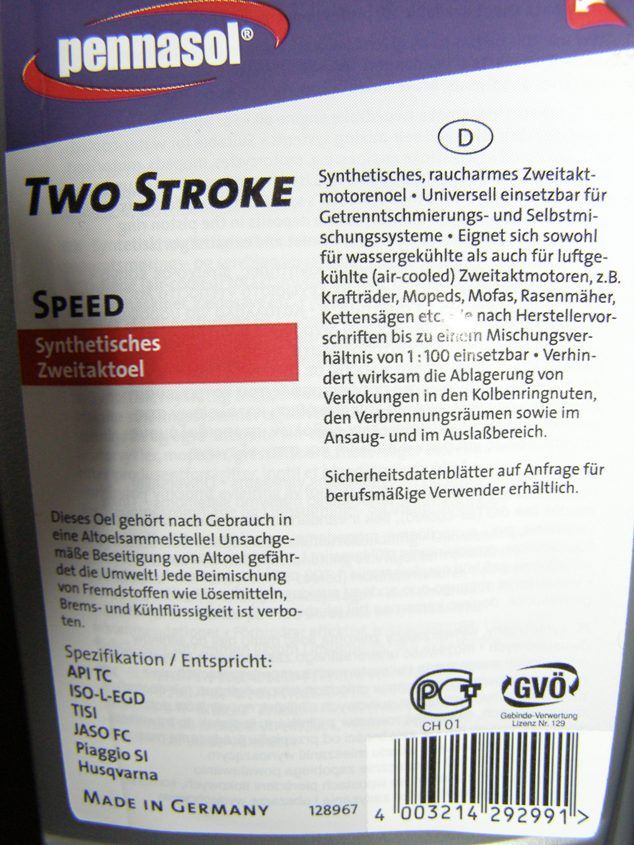 pennasol®
D
TWO STROKE
SPEED
Synthetisches
Zweitaktoel
Synthetisches, raucharmes Zweitakt-
motorenoel • Universell einsetzbar für
Getrenntschmierungs- und Selbstmi-
schungssysteme • Eignet sich sowohl
für wassergekühlte als auch für luftge-
kühlte (air-cooled) Zweitaktmotoren, z.B.
Krafträder, Mopeds, Mofas, Rasenmäher,
Kettensägen etc. nach Herstellervor-
schriften bis zu einem Mischungsver-
hältnis von 1:100 einsetzbar • Verhin-
dert wirksam die Ablagerung von
Verkokungen in den Kolbenringnuten,
den Verbrennungsräumen sowie im
Ansaug- und im Auslaßbereich.
Sicherheitsdatenblätter auf Anfrage für
berufsmäßige Verwender erhältlich.
Dieses Oel gehört nach Gebrauch in
eine Altoelsammelstelle! Unsachge-
mäße Beseitigung von Altoel gefähr-
det die Umwelt! Jede Beimischung
von Fremdstoffen wie Lösemitteln,
Brems- und Kühlflüssigkeit ist verbo-
ten.
Spezifikation / Entspricht:
API TC
ISO-L-EGD
TISI
JASO FC
Piaggio SI
Husqvarna
MADE IN GERMANY
128967
CH 01
GVÖ
Gebinde-Verwertung
Lizenz Nr. 129
4 003214 292991 >